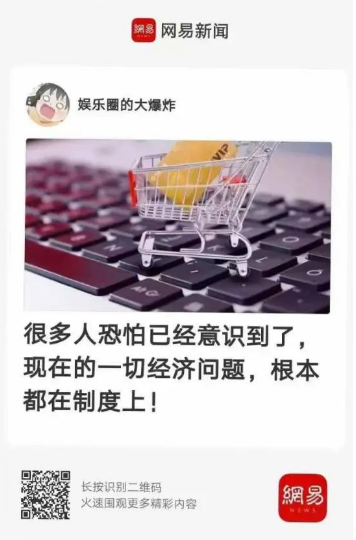 網易
网易新闻
娱乐圈的大爆炸
VIP
很多人恐怕已经意识到了，
现在的一切经济问题，根本
都在制度上！
长按识别二维码
火速围观更多精彩内容
網易
NEWS